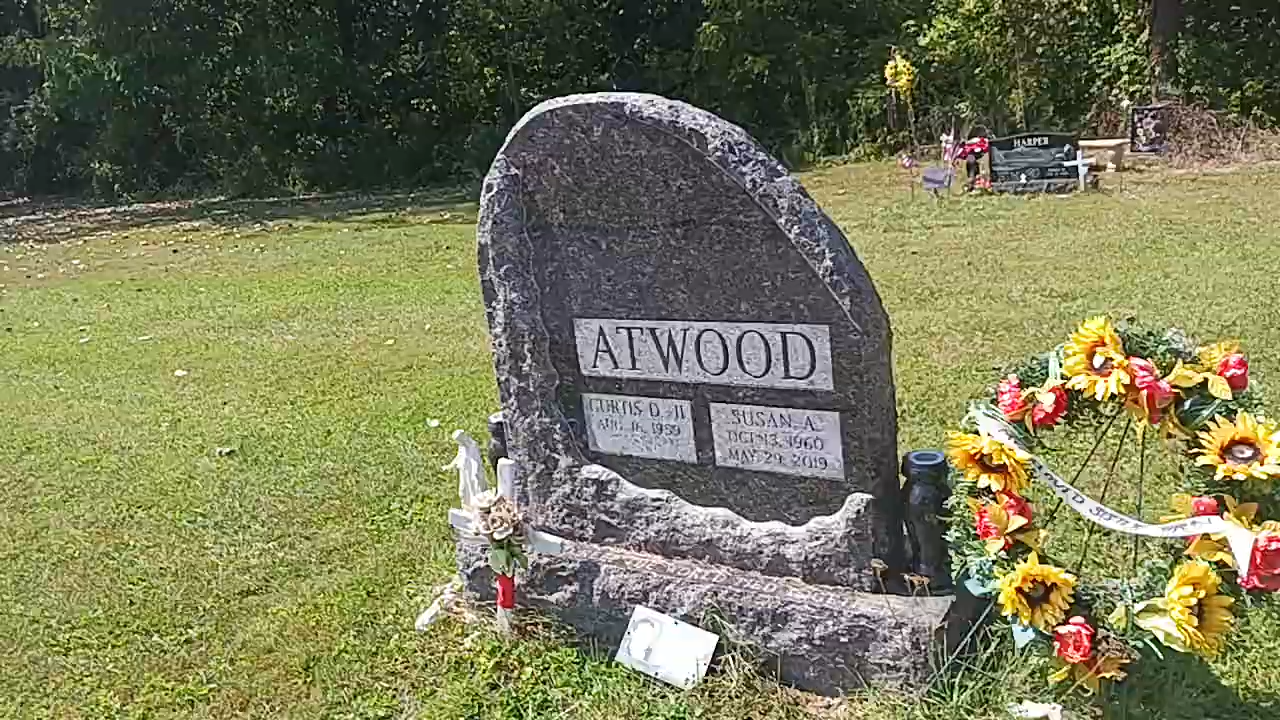 HARPER
ATWOOD
CURTIS D. II
AUG 16, 1959
SUSAN A.
OCT 13, 1960
MAY 29, 2019